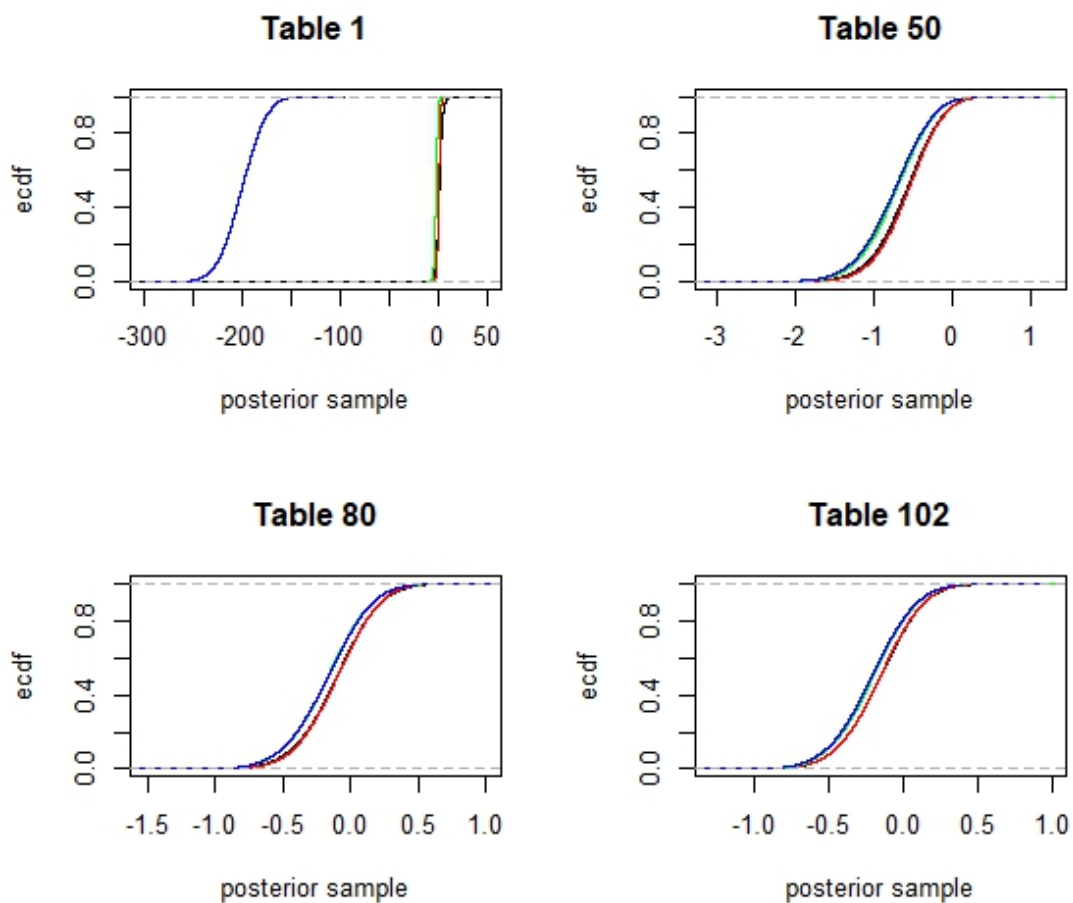 Table 1
ecdf
0.0 0.4 0.8
-300 -200 -100 0 50
posterior sample
Table 50
ecdf
0.0 0.4 0.8
-3 -2 -1 0 1
posterior sample
Table 80
ecdf
0.0 0.4 0.8
-1.5 -1.0 -0.5 0.0 0.5 1.0
posterior sample
Table 102
ecdf
0.0 0.4 0.8
-1.0 -0.5 0.0 0.5 1.0
posterior sample